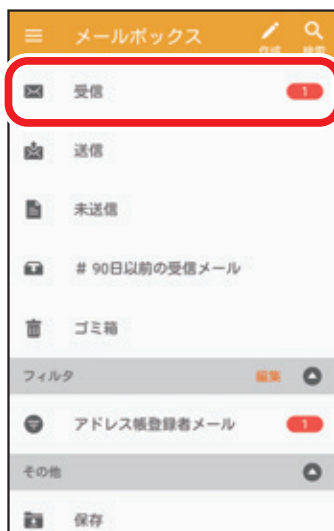 メールボックス
作成
検索
受信
1
送信
未送信
# 90日以前の受信メール
ゴミ箱
フィルタ 編集
アドレス帳登録者メール
1
その他
保存